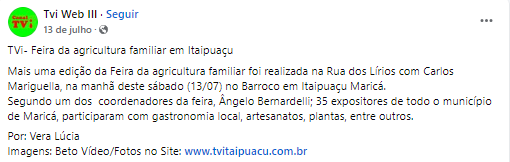 Canal
TVi
Tvi Web III · Seguir
13 de julho ·
TVi- Feira da agricultura familiar em Itaipuaçu
Mais uma edição da Feira da agricultura familiar foi realizada na Rua dos Lírios com Carlos
Mariguella, na manhã deste sábado (13/07) no Barroco em Itaipuaçu Maricá.
Segundo um dos coordenadores da feira, Ângelo Bernardelli; 35 expositores de todo o município
de Maricá, participaram com gastronomia local, artesanatos, plantas, entre outros.
Por: Vera Lúcia
Imagens: Beto Vídeo/Fotos no Site: www.tvitaipuacu.com.br